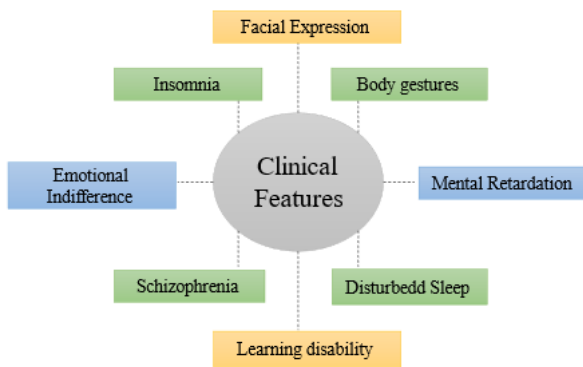 Facial Expression
Insomnia
Body gestures
Clinical
Features
Emotional
Indifference
Mental Retardation
Schizophrenia
Disturbedd Sleep
Learning disability